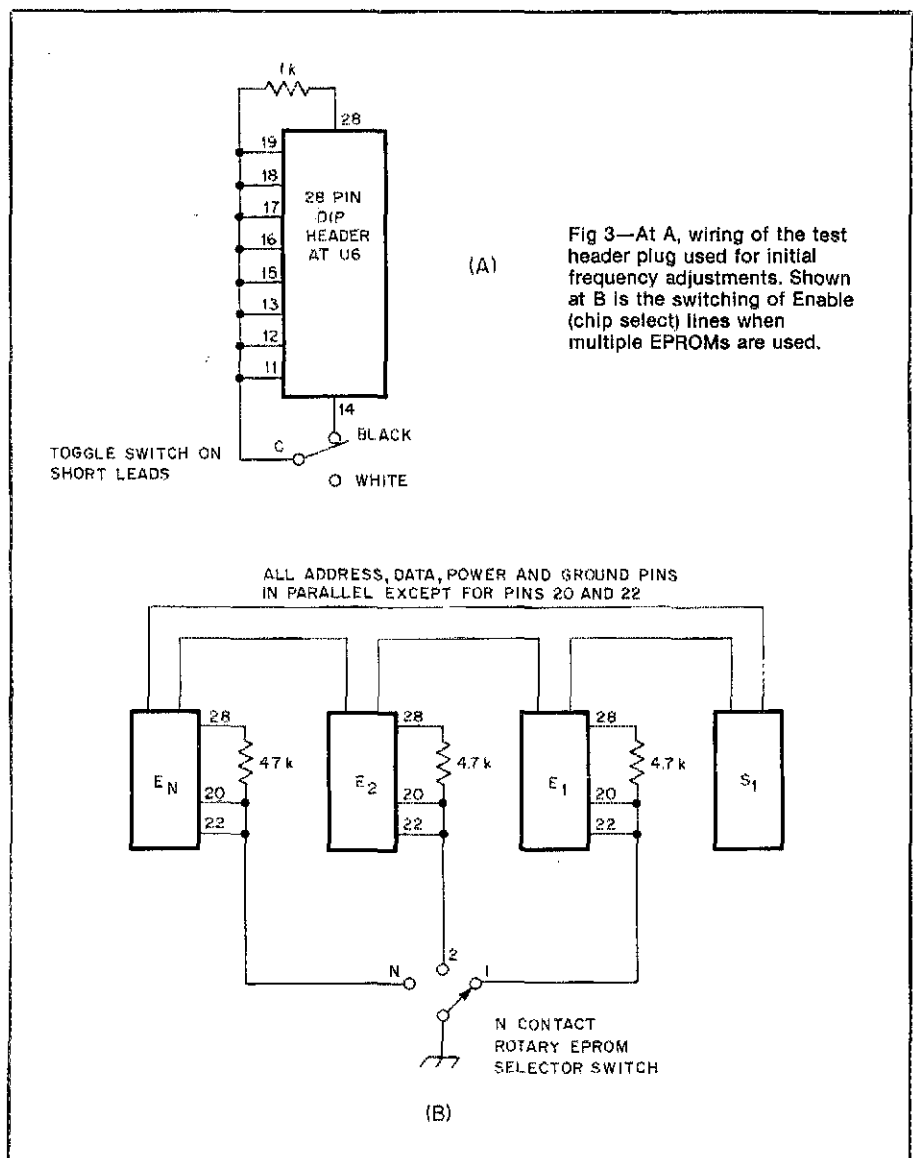 1k
28
19
18
17
16
15
13
12
11
28 PIN
DIP
HEADER
AT U6
14
C
BLACK
WHITE
TOGGLE SWITCH ON
SHORT LEADS
(A)
Fig 3—At A, wiring of the test
header plug used for initial
frequency adjustments. Shown
at B is the switching of Enable
(chip select) lines when
multiple EPROMs are used.
ALL ADDRESS, DATA, POWER AND GROUND PINS
IN PARALLEL EXCEPT FOR PINS 20 AND 22
EN
28
47k
20
22
E2
28
4.7k
20
22
E1
28
4.7k
20
22
S1
N
2
1
N CONTACT
ROTARY EPROM
SELECTOR SWITCH
(B)